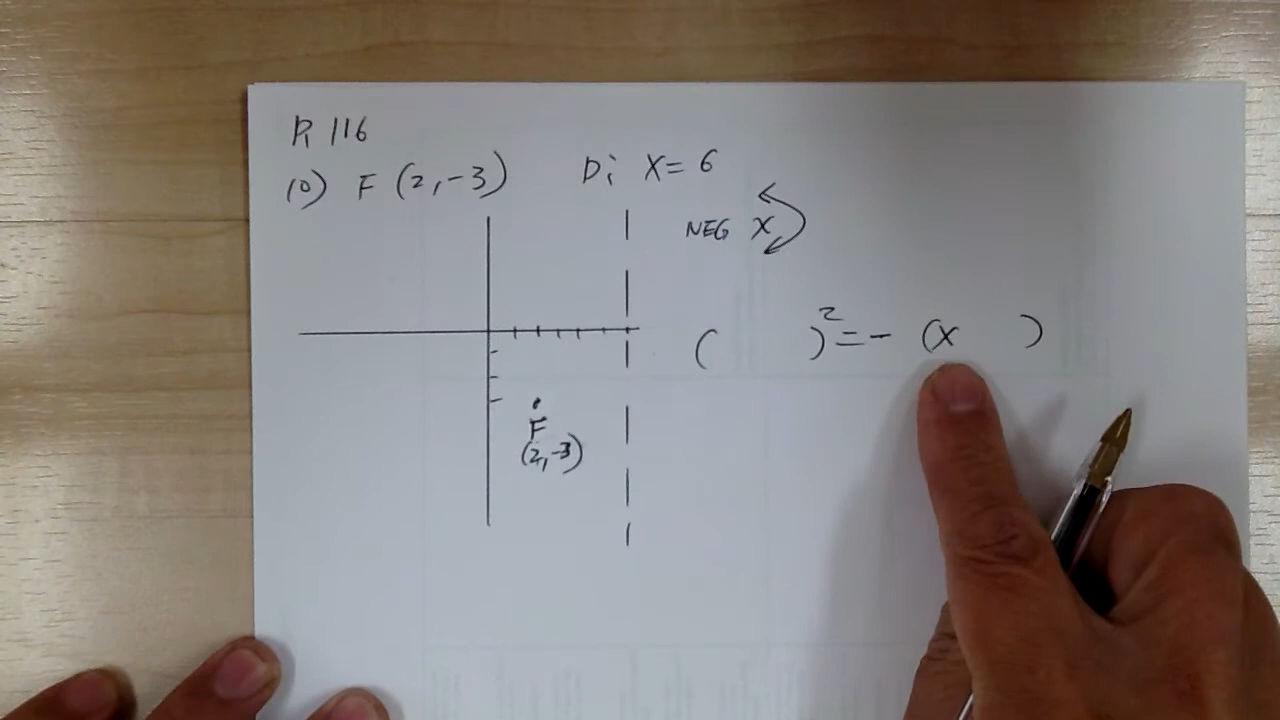 P. 116
10) F (2, -3) D: X = 6
NEG X
( )² = - (X )
F
(2, -3)